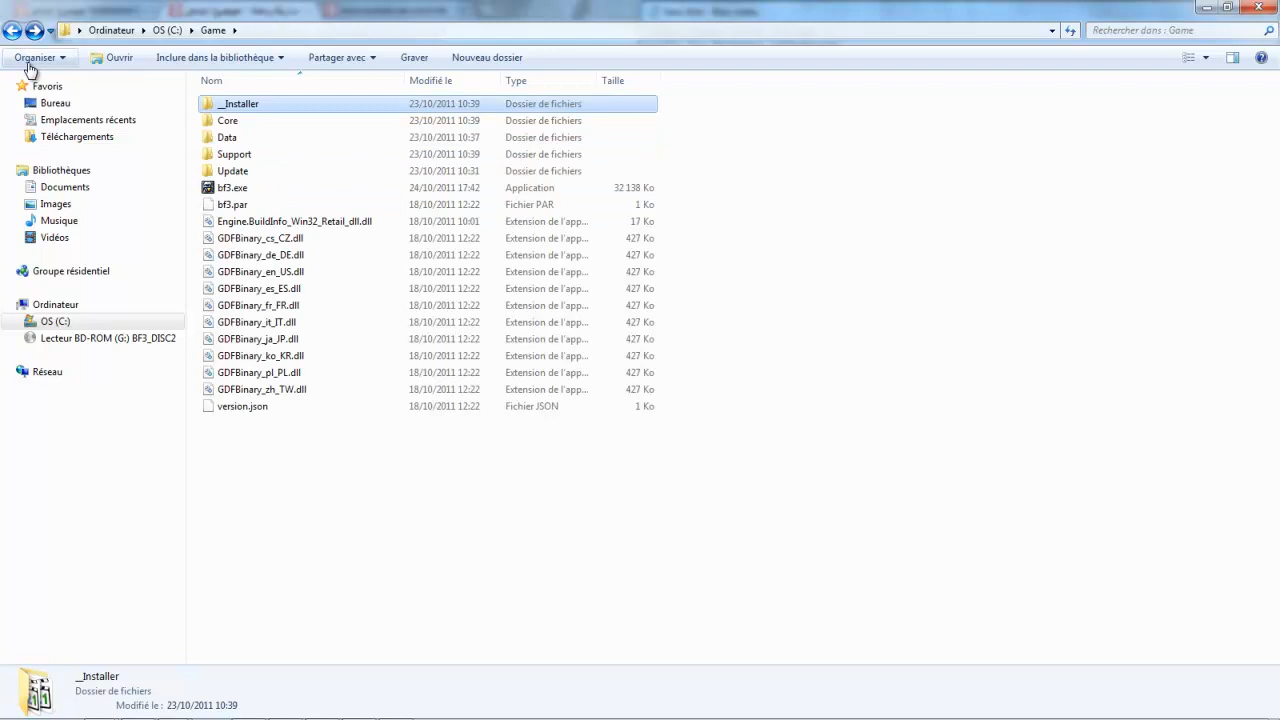 Ordinateur OS (C:) Game Rechercher dans : Game
Organiser Ouvrir Inclure dans la bibliothèque Partager avec Graver Nouveau dossier
Nom Modifié le Type Taille
Favoris
Bureau
Emplacements récents
Téléchargements
Bibliothèques
Documents
Images
Musique
Vidéos
Groupe résidentiel
Ordinateur
OS (C:)
Lecteur BD-ROM (G:) BF3_DISC2
Réseau
__Installer 23/10/2011 10:39 Dossier de fichiers
Core 23/10/2011 10:39 Dossier de fichiers
Data 23/10/2011 10:37 Dossier de fichiers
Support 23/10/2011 10:39 Dossier de fichiers
Update 23/10/2011 10:31 Dossier de fichiers
bf3.exe 24/10/2011 17:42 Application 32 138 Ko
bf3.par 18/10/2011 12:22 Fichier PAR 1 Ko
Engine.BuildInfo_Win32_Retail_dll.dll 18/10/2011 10:01 Extension de l'app... 17 Ko
GDFBinary_cs_CZ.dll 18/10/2011 12:22 Extension de l'app... 427 Ko
GDFBinary_de_DE.dll 18/10/2011 12:22 Extension de l'app... 427 Ko
GDFBinary_en_US.dll 18/10/2011 12:22 Extension de l'app... 427 Ko
GDFBinary_es_ES.dll 18/10/2011 12:22 Extension de l'app... 427 Ko
GDFBinary_fr_FR.dll 18/10/2011 12:22 Extension de l'app... 427 Ko
GDFBinary_it_IT.dll 18/10/2011 12:22 Extension de l'app... 427 Ko
GDFBinary_ja_JP.dll 18/10/2011 12:22 Extension de l'app... 427 Ko
GDFBinary_ko_KR.dll 18/10/2011 12:22 Extension de l'app... 427 Ko
GDFBinary_pl_PL.dll 18/10/2011 12:22 Extension de l'app... 427 Ko
GDFBinary_zh_TW.dll 18/10/2011 12:22 Extension de l'app... 427 Ko
version.json 18/10/2011 12:22 Fichier JSON 1 Ko
__Installer
Dossier de fichiers
Modifié le : 23/10/2011 10:39